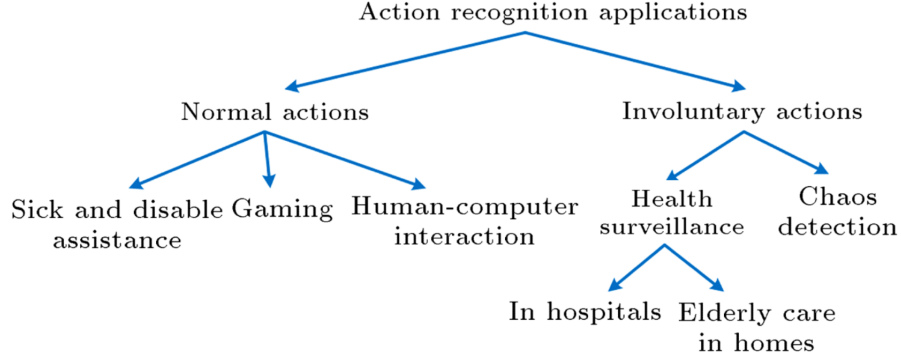 Action recognition applications
Normal actions
Involuntary actions
Sick and disable
assistance
Gaming
Human-computer
interaction
Health
surveillance
Chaos
detection
In hospitals
Elderly care
in homes